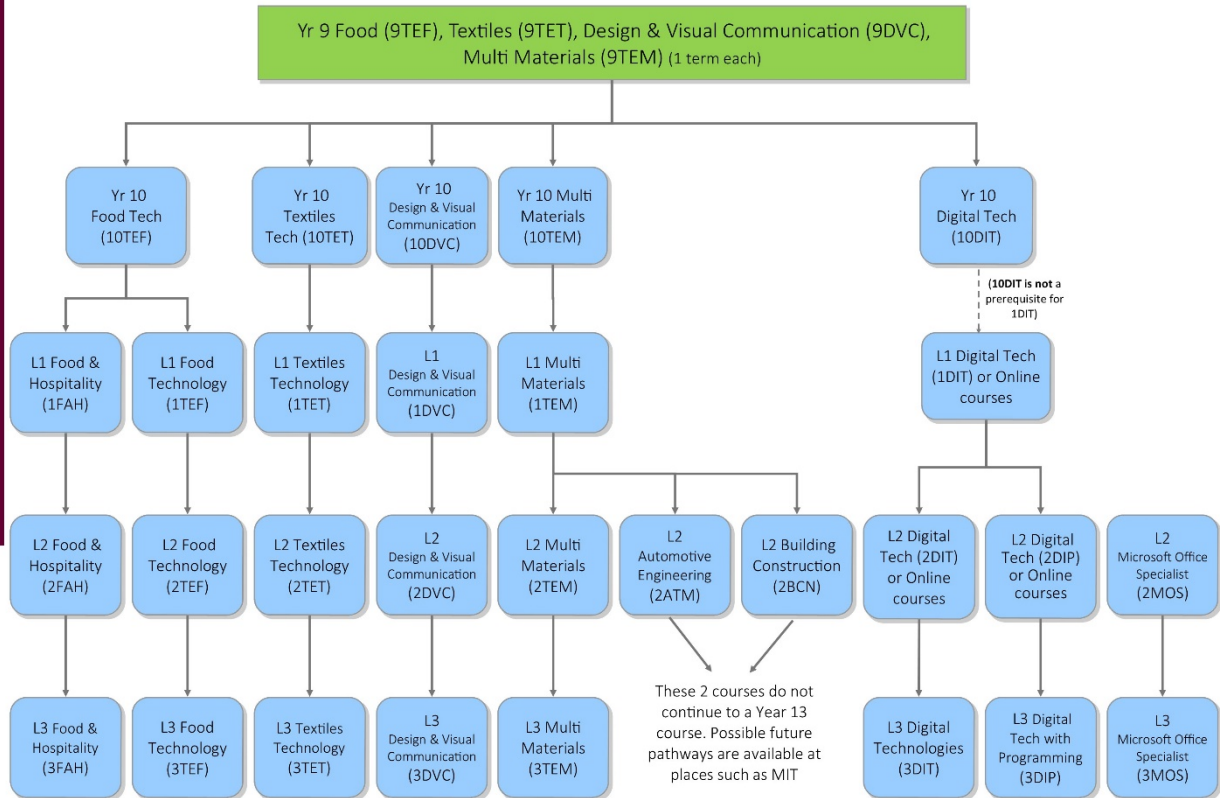 Yr 9 Food (9TEF), Textiles (9TET), Design & Visual Communication (9DVC),
Multi Materials (9TEM) (1 term each)
Yr 10
Food Tech
(10TEF)
Yr 10
Textiles
Tech (10TET)
Yr 10
Design & Visual
Communication
(10DVC)
Yr 10 Multi
Materials
(10TEM)
Yr 10
Digital Tech
(10DIT)
(10DIT is not a
prerequisite for
1DIT)
L1 Food &
Hospitality
(1FAH)
L1 Food
Technology
(1TEF)
L1 Textiles
Technology
(1TET)
L1
Design & Visual
Communication
(1DVC)
L1 Multi
Materials
(1TEM)
L1 Digital Tech
(1DIT) or Online
courses
L2 Food &
Hospitality
(2FAH)
L2 Food
Technology
(2TEF)
L2 Textiles
Technology
(2TET)
L2
Design & Visual
Communication
(2DVC)
L2 Multi
Materials
(2TEM)
L2
Automotive
Engineering
(2ATM)
L2 Building
Construction
(2BCN)
L2 Digital
Tech (2DIT)
or Online
courses
L2 Digital
Tech (2DIP)
or Online
courses
L2
Microsoft Office
Specialist
(2MOS)
L3 Food &
Hospitality
(3FAH)
L3 Food
Technology
(3TEF)
L3 Textiles
Technology
(3TET)
L3
Design & Visual
Communication
(3DVC)
L3 Multi
Materials
(3TEM)
These 2 courses do not
continue to a Year 13
course. Possible future
pathways are available at
places such as MIT
L3 Digital
Technologies
(3DIT)
L3 Digital
Tech with
Programming
(3DIP)
L3
Microsoft Office
Specialist
(3MOS)